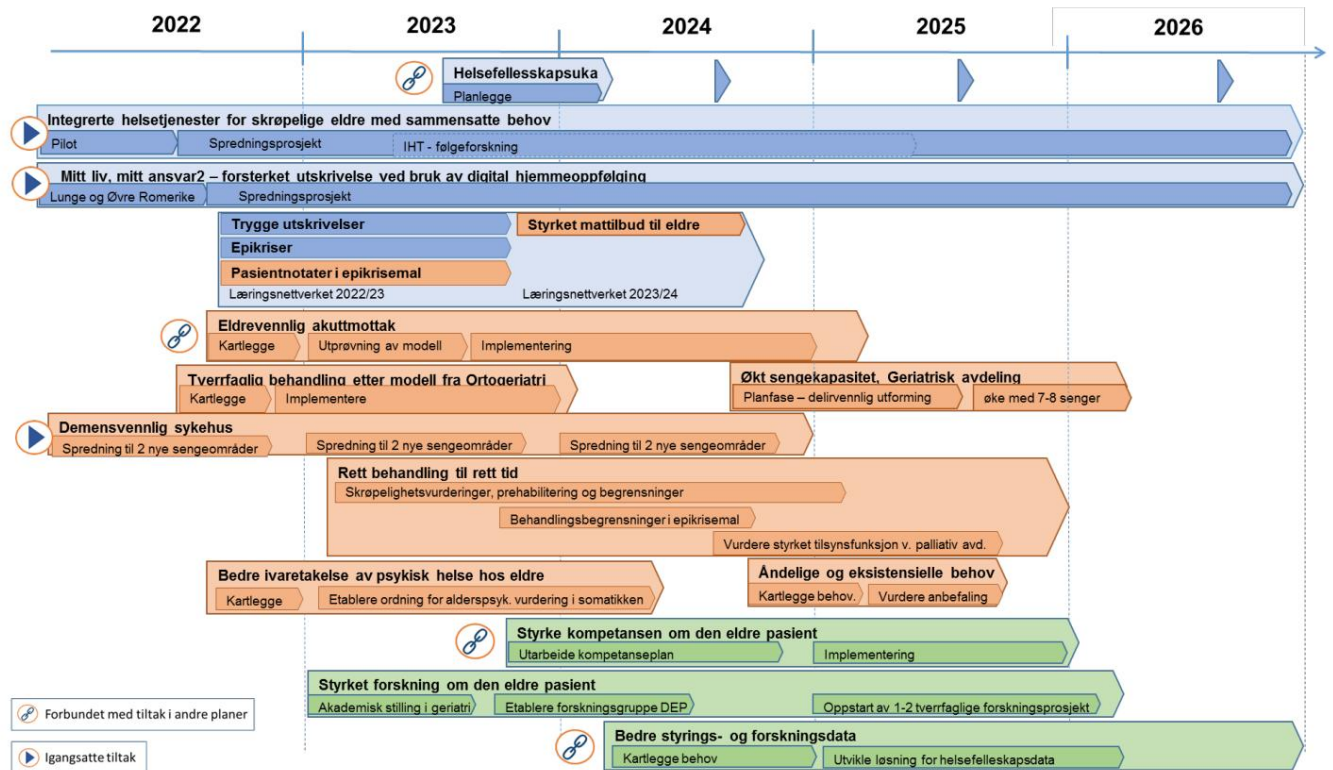 2022 2023 2024 2025 2026
Helsefellesskapsuka
Planlegge
Integrerte helsetjenester for skrøpelige eldre med sammensatte behov
Pilot Spredningsprosjekt IHT - følgeforskning
Mitt liv, mitt ansvar2 – forsterket utskrivelse ved bruk av digital hjemmeoppfølging
Lunge og Øvre Romerike Spredningsprosjekt
Trygge utskrivelser Styrket mattilbud til eldre
Epikriser
Pasientnotater i epikrisemal
Læringsnettverket 2022/23 Læringsnettverket 2023/24
Eldrevennlig akuttmottak
Kartlegge Utprøvning av modell Implementering
Tverrfaglig behandling etter modell fra Ortogeriatri
Kartlegge Implementere
Økt sengekapasitet, Geriatrisk avdeling
Planfase – delirvennlig utforming øke med 7-8 senger
Demensvennlig sykehus
Spredning til 2 nye sengeområder Spredning til 2 nye sengeområder Spredning til 2 nye sengeområder
Rett behandling til rett tid
Skrøpelighetsvurderinger, prehabilitering og begrensninger
Behandlingsbegrensninger i epikrisemal
Vurdere styrket tilsynsfunksjon v. palliativ avd.
Bedre ivaretakelse av psykisk helse hos eldre
Kartlegge Etablere ordning for alderspsyk. vurdering i somatikken
Åndelige og eksistensielle behov
Kartlegge behov. Vurdere anbefaling
Styrke kompetansen om den eldre pasient
Utarbeide kompetanseplan Implementering
Styrket forskning om den eldre pasient
Akademisk stilling i geriatri Etablere forskningsgruppe DEP Oppstart av 1-2 tverrfaglige forskningsprosjekt
Bedre styrings- og forskningsdata
Kartlegge behov Utvikle løsning for helsefelleskapsdata
Forbundet med tiltak i andre planer
Igangsatte tiltak